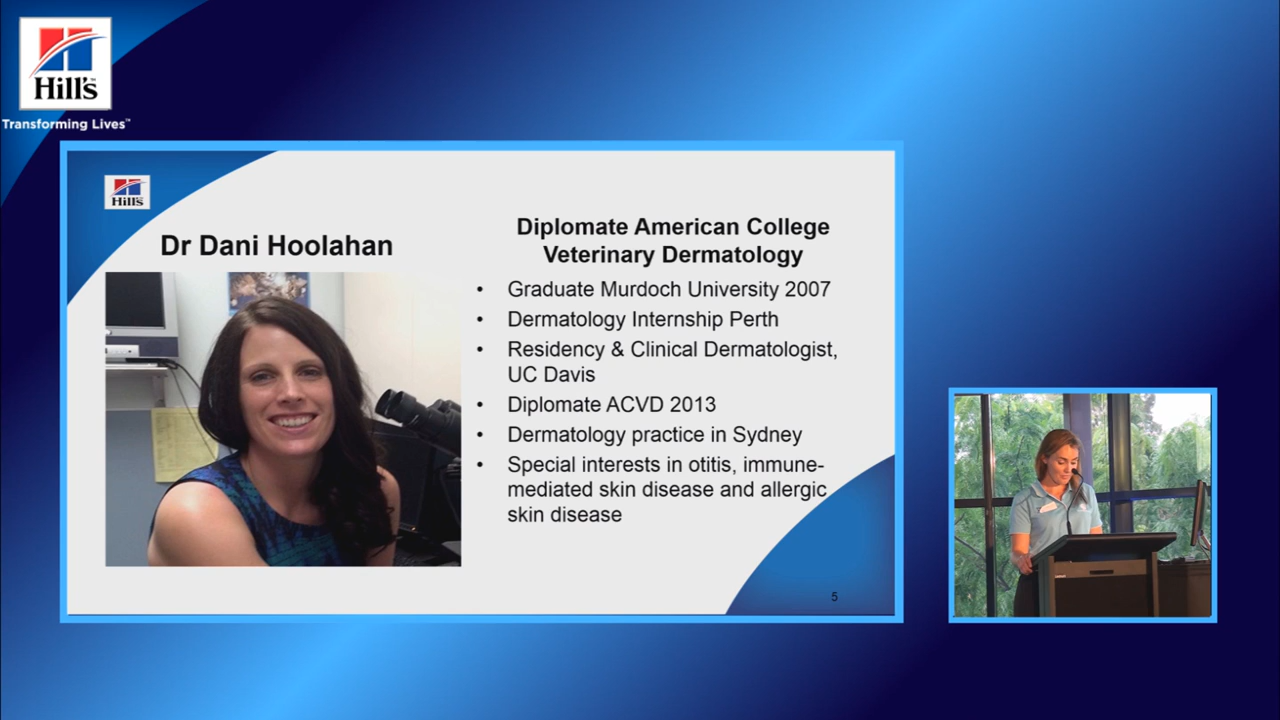 Hill's™
Transforming Lives™
Hill's
Dr Dani Hoolahan
Diplomate American College
Veterinary Dermatology
• Graduate Murdoch University 2007
• Dermatology Internship Perth
• Residency & Clinical Dermatologist,
UC Davis
• Diplomate ACVD 2013
• Dermatology practice in Sydney
• Special interests in otitis, immune-
mediated skin disease and allergic
skin disease
5